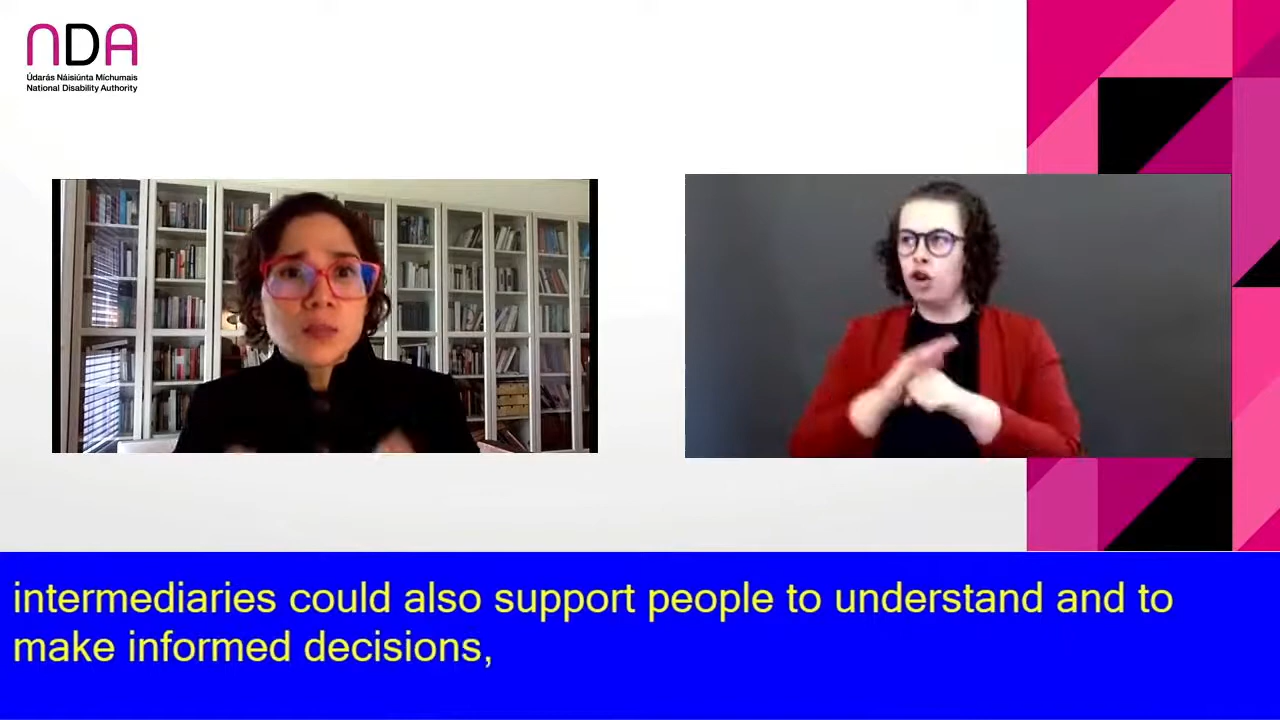 NDA
Údarás Náisiúnta Míchumais
National Disability Authority
intermediaries could also support people to understand and to
make informed decisions,